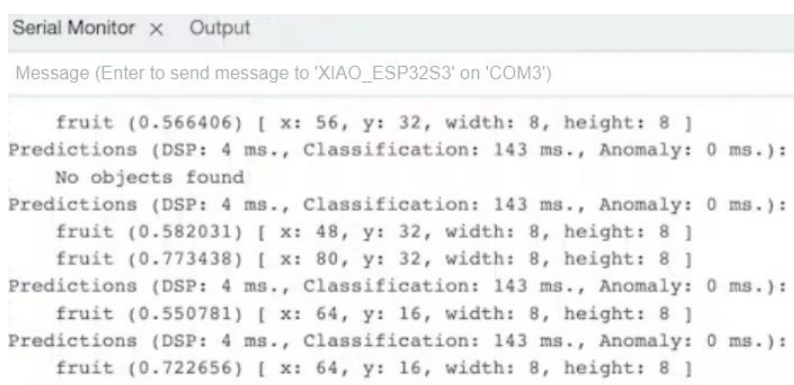 Serial Monitor × Output
Message (Enter to send message to 'XIAO_ESP32S3' on 'COM3')
fruit (0.566406) [ x: 56, y: 32, width: 8, height: 8 ]
Predictions (DSP: 4 ms., Classification: 143 ms., Anomaly: 0 ms.):
No objects found
Predictions (DSP: 4 ms., Classification: 143 ms., Anomaly: 0 ms.):
fruit (0.582031) [ x: 48, y: 32, width: 8, height: 8 ]
fruit (0.773438) [ x: 80, y: 32, width: 8, height: 8 ]
Predictions (DSP: 4 ms., Classification: 143 ms., Anomaly: 0 ms.):
fruit (0.550781) [ x: 64, y: 16, width: 8, height: 8 ]
Predictions (DSP: 4 ms., Classification: 143 ms., Anomaly: 0 ms.):
fruit (0.722656) [ x: 64, y: 16, width: 8, height: 8 ]